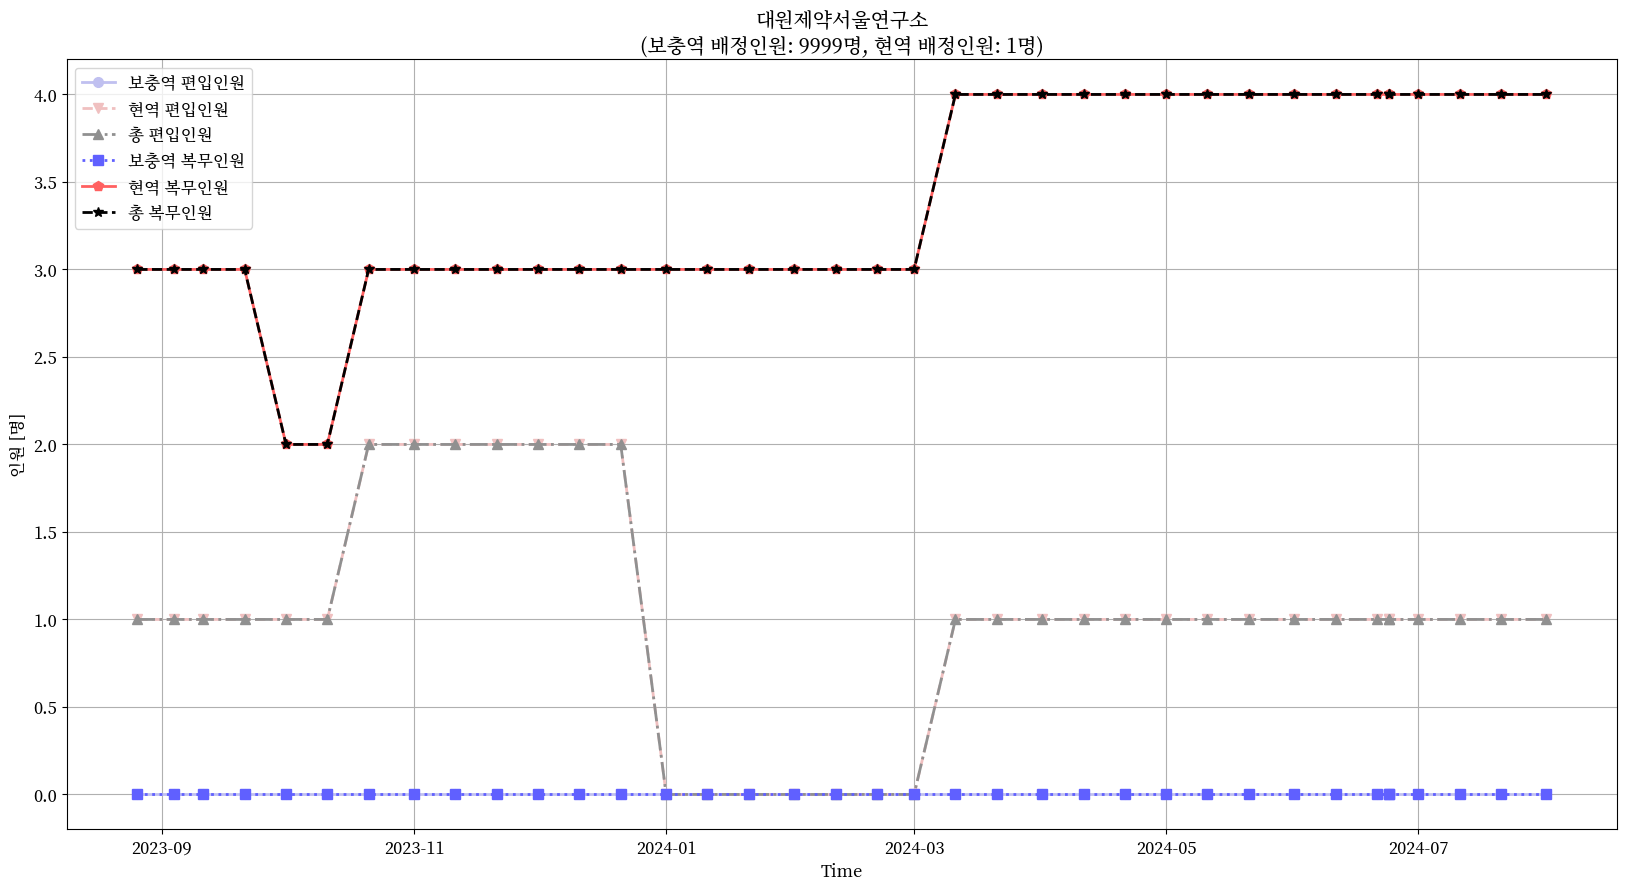 대원제약서울연구소
(보충역 배정인원: 9999명, 현역 배정인원: 1명)
보충역 편입인원
현역 편입인원
총 편입인원
보충역 복무인원
현역 복무인원
총 복무인원
4.0
3.5
3.0
2.5
2.0
1.5
1.0
0.5
0.0
인원 [명]
2023-09
2023-11
2024-01
2024-03
2024-05
2024-07
Time